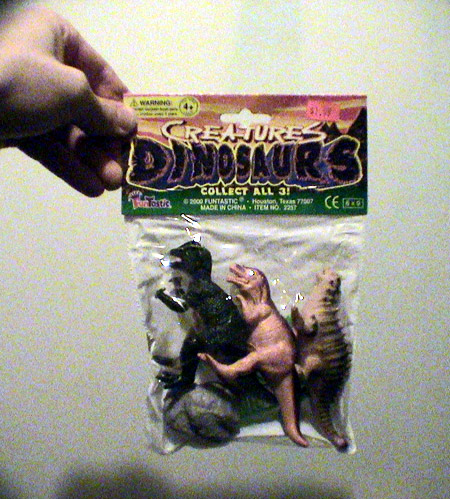 WARNING:
4+
CREATURES
DINOSAURS
COLLECT ALL 3!
FunTastic
© 2000 FUNTASTIC • Houston, Texas 77007
MADE IN CHINA • ITEM NO. 2257
CE